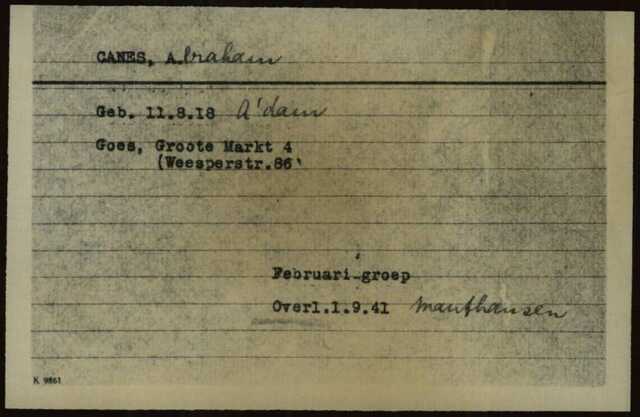 CANES, Abraham
Geb. 11.8.18 A'dam
Goes, Groote Markt 4
(Weesperstr.86)
Februari-groep
Overl.1.9.41 Mauthausen
K 9861